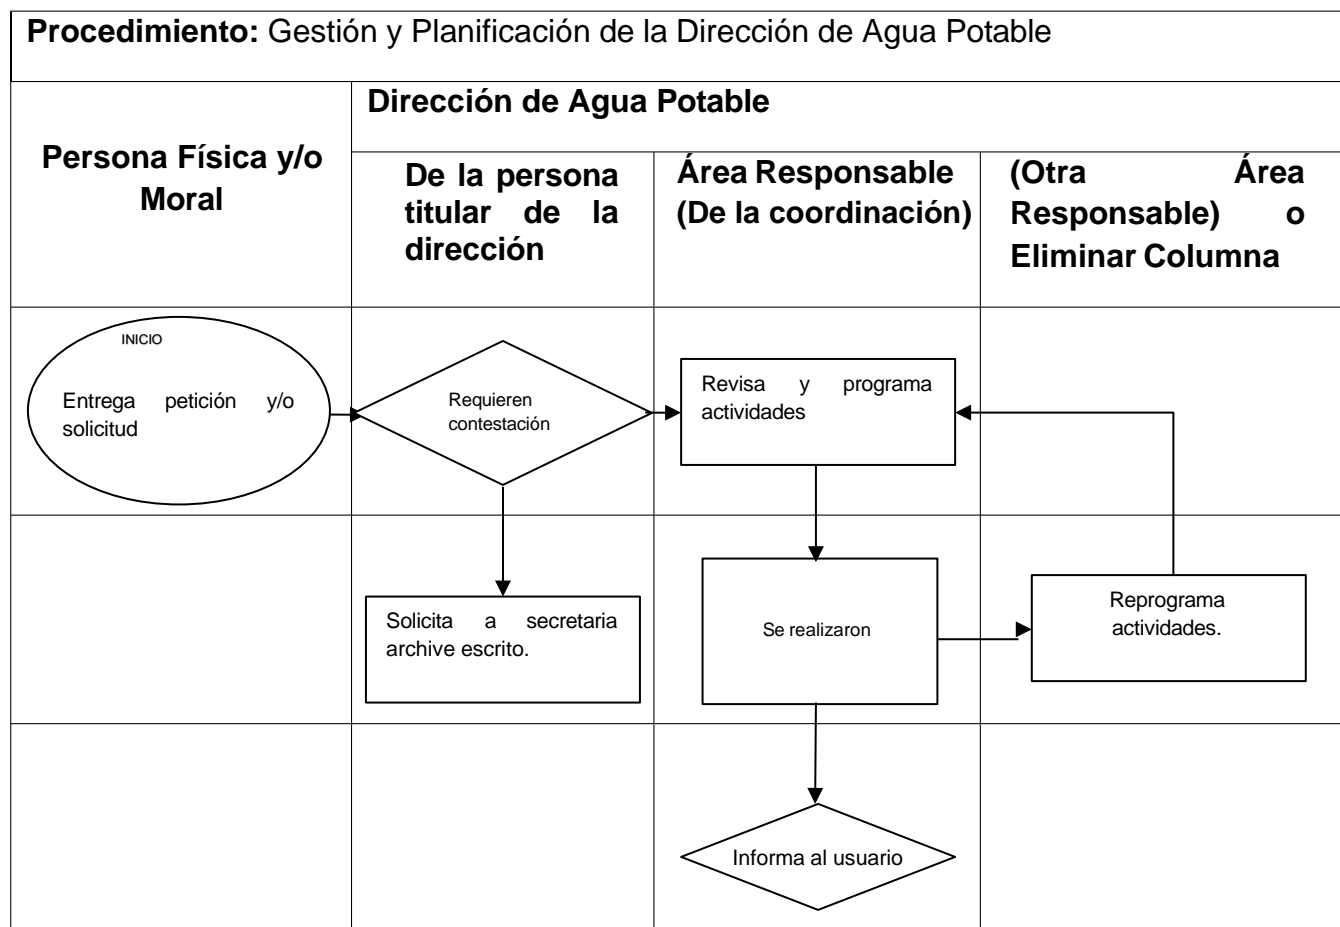 Procedimiento: Gestión y Planificación de la Dirección de Agua Potable
Persona Física y/o
Moral
Dirección de Agua Potable
De la persona
titular de la
dirección
Área Responsable
(De la coordinación)
(Otra Área
Responsable) o
Eliminar Columna
INICIO
Entrega petición y/o
solicitud
Requieren
contestación
Revisa y programa
actividades
Solicita a secretaria
archive escrito.
Se realizaron
Reprograma
actividades.
Informa al usuario